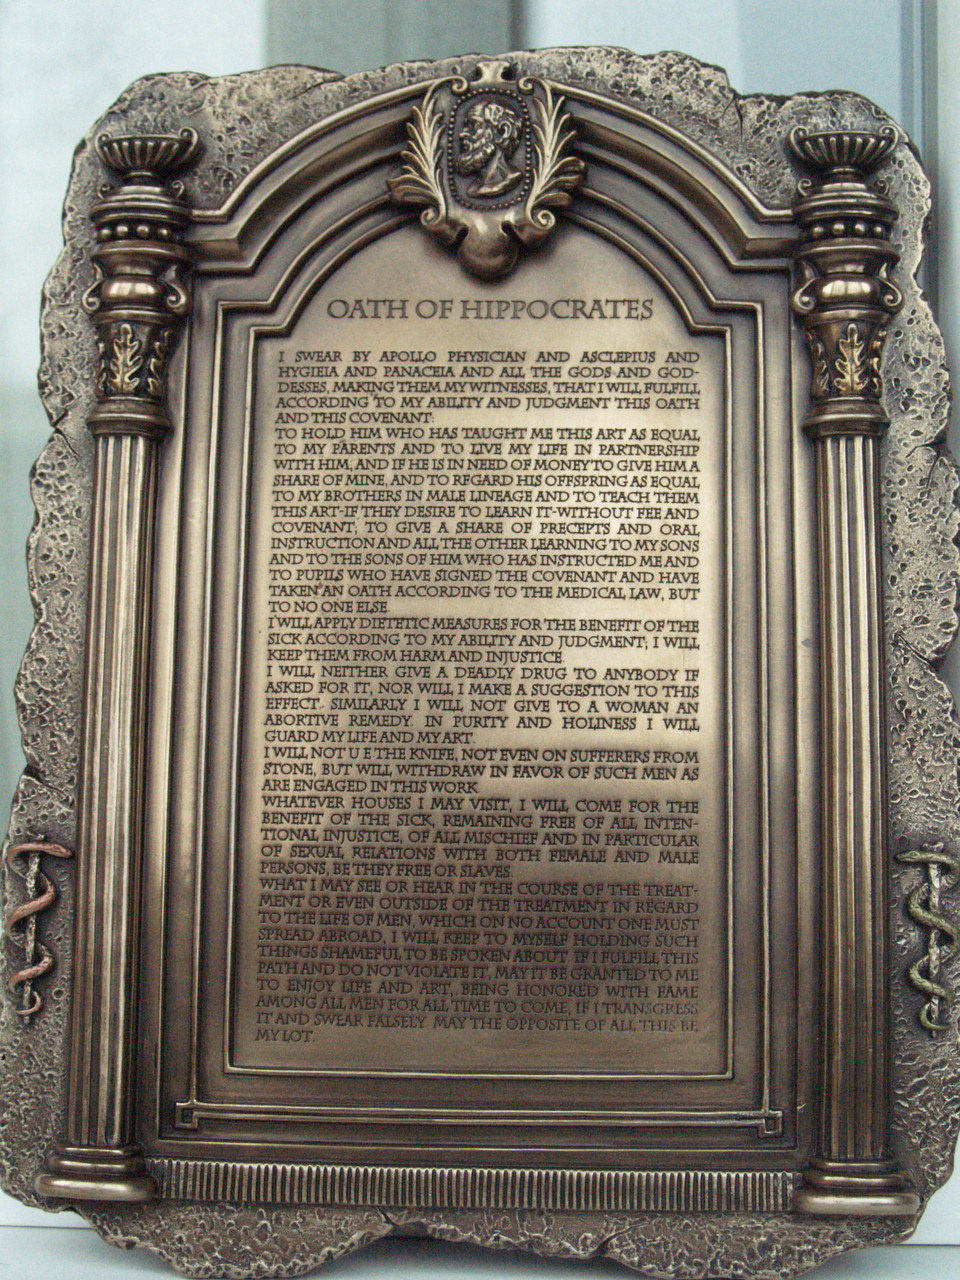 OATH OF HIPPOCRATES
I SWEAR BY APOLLO PHYSICIAN AND ASCLEPIUS AND
HYGIEIA AND PANACEIA AND ALL THE GODS AND GOD-
DESSES, MAKING THEM MY WITNESSES, THAT I WILL FULFILL
ACCORDING TO MY ABILITY AND JUDGMENT THIS OATH
AND THIS COVENANT:
TO HOLD HIM WHO HAS TAUGHT ME THIS ART AS EQUAL
TO MY PARENTS AND TO LIVE MY LIFE IN PARTNERSHIP
WITH HIM, AND IF HE IS IN NEED OF MONEY TO GIVE HIM A
SHARE OF MINE, AND TO REGARD HIS OFFSPRING AS EQUAL
TO MY BROTHERS IN MALE LINEAGE AND TO TEACH THEM
THIS ART-IF THEY DESIRE TO LEARN IT-WITHOUT FEE AND
COVENANT; TO GIVE A SHARE OF PRECEPTS AND ORAL
INSTRUCTION AND ALL THE OTHER LEARNING TO MY SONS
AND TO THE SONS OF HIM WHO HAS INSTRUCTED ME AND
TO PUPILS WHO HAVE SIGNED THE COVENANT AND HAVE
TAKEN AN OATH ACCORDING TO THE MEDICAL LAW, BUT
TO NO ONE ELSE.
I WILL APPLY DIETETIC MEASURES FOR THE BENEFIT OF THE
SICK ACCORDING TO MY ABILITY AND JUDGMENT; I WILL
KEEP THEM FROM HARM AND INJUSTICE.
I WILL NEITHER GIVE A DEADLY DRUG TO ANYBODY IF
ASKED FOR IT, NOR WILL I MAKE A SUGGESTION TO THIS
EFFECT. SIMILARLY I WILL NOT GIVE TO A WOMAN AN
ABORTIVE REMEDY. IN PURITY AND HOLINESS I WILL
GUARD MY LIFE AND MY ART.
I WILL NOT U E THE KNIFE, NOT EVEN ON SUFFERERS FROM
STONE, BUT WILL WITHDRAW IN FAVOR OF SUCH MEN AS
ARE ENGAGED IN THIS WORK
WHATEVER HOUSES I MAY VISIT, I WILL COME FOR THE
BENEFIT OF THE SICK, REMAINING FREE OF ALL INTEN-
TIONAL INJUSTICE, OF ALL MISCHIEF AND IN PARTICULAR
OF SEXUAL RELATIONS WITH BOTH FEMALE AND MALE
PERSONS, BE THEY FREE OR SLAVES.
WHAT I MAY SEE OR HEAR IN THE COURSE OF THE TREAT-
MENT OR EVEN OUTSIDE OF THE TREATMENT IN REGARD
TO THE LIFE OF MEN, WHICH ON NO ACCOUNT ONE MUST
SPREAD ABROAD, I WILL KEEP TO MYSELF HOLDING SUCH
THINGS SHAMEFUL TO BE SPOKEN ABOUT. IF I FULFILL THIS
PATH AND DO NOT VIOLATE IT, MAY IT BE GRANTED TO ME
TO ENJOY LIFE AND ART, BEING HONORED WITH FAME
AMONG ALL MEN FOR ALL TIME TO COME, IF I TRANSGRESS
IT AND SWEAR FALSELY MAY THE OPPOSITE OF ALL THIS BE
MY LOT.